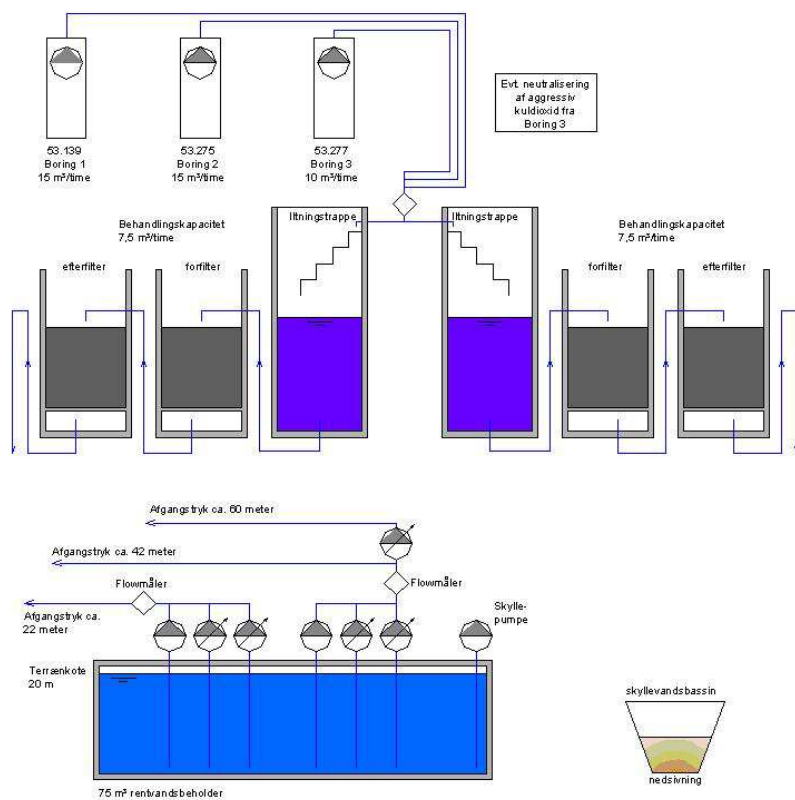 Evt. neutralisering
af aggressiv
kuldioxid fra
Boring 3
53.139
Boring 1
15 m³/time
53.275
Boring 2
15 m³/time
53.277
Boring 3
10 m³/time
Behandlingskapacitet
7,5 m³/time
Iltningstrappe
Iltningstrappe
Behandlingskapacitet
7,5 m³/time
efterfilter
forfilter
forfilter
efterfilter
Afgangstryk ca. 60 meter
Afgangstryk ca. 42 meter
Flowmåler
Flowmåler
Afgangstryk ca.
22 meter
Skylle-
pumpe
Terrænkote
20 m
75 m³ rentvandsbeholder
skyllevandsbassin
nedsivning